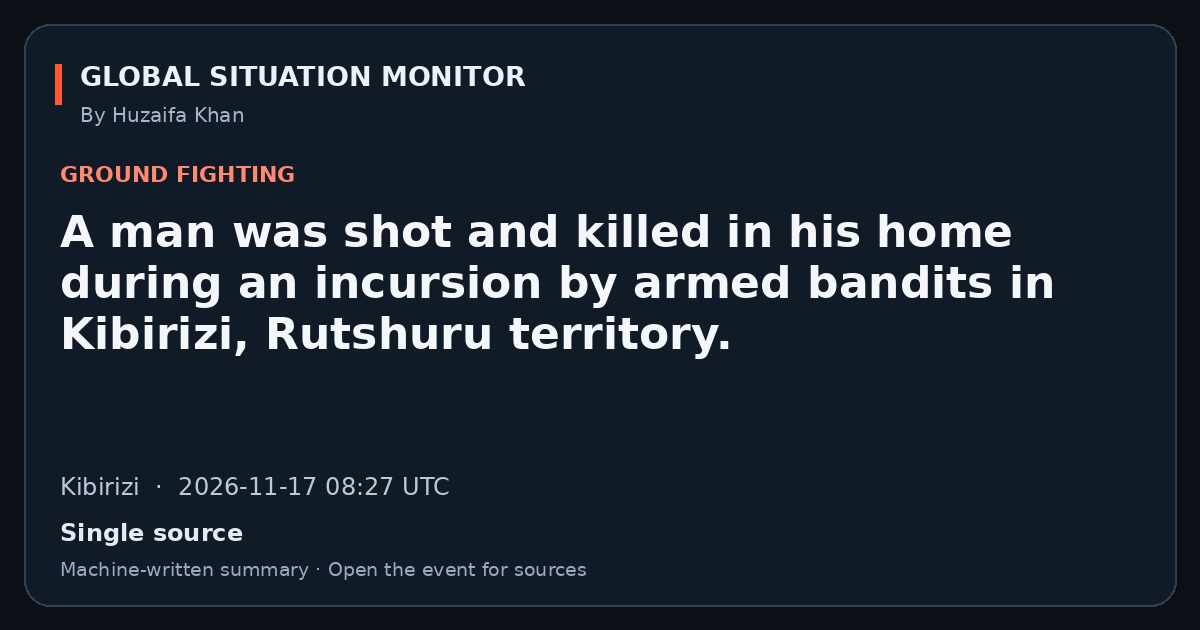 GLOBAL SITUATION MONITOR
By Huzaifa Khan
GROUND FIGHTING
A man was shot and killed in his home
during an incursion by armed bandits in
Kibirizi, Rutshuru territory.
Kibirizi · 2026-11-17 08:27 UTC
Single source
Machine-written summary · Open the event for sources